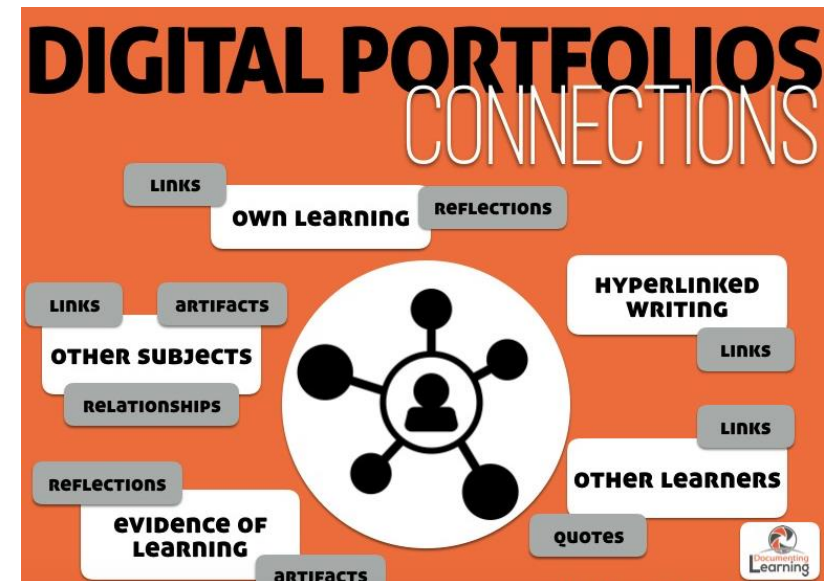 DIGITAL PORTFOLIOS
CONNECTIONS
LINKS
OWN LEARNING
REFLECTIONS
HYPERLINKED
WRITING
LINKS
LINKS
ARTIFACTS
OTHER SUBJECTS
RELATIONSHIPS
LINKS
OTHER LEARNERS
QUOTES
REFLECTIONS
EVIDENCE OF
LEARNING
ARTIFACTS
Documenting
Learning